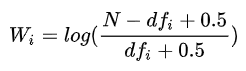 W_i = log(\frac{N - df_i + 0.5}{df_i + 0.5})